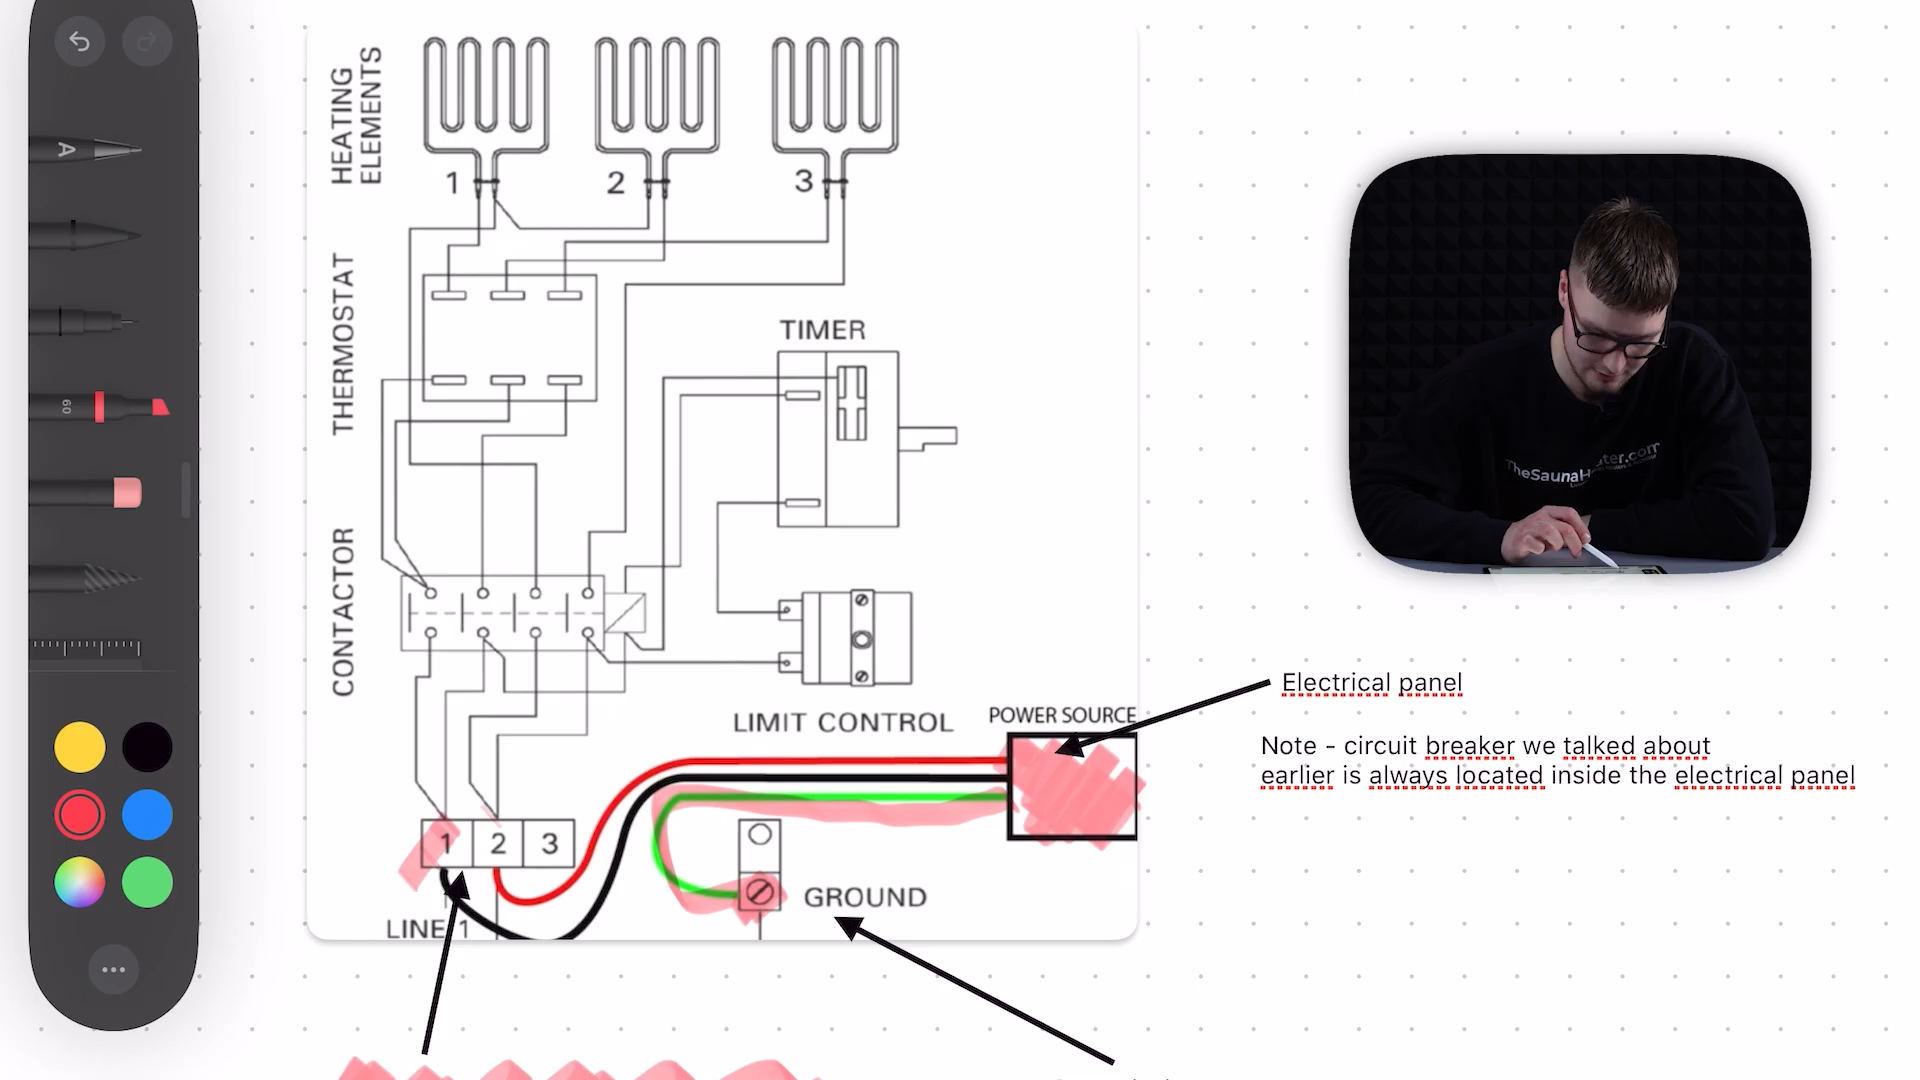 HEATING
ELEMENTS
1
2
3
THERMOSTAT
TIMER
CONTACTOR
LIMIT CONTROL
POWER SOURCE
1 2 3
GROUND
LINE 1
Electrical panel
Note - circuit breaker we talked about
earlier is always located inside the electrical panel
A
60